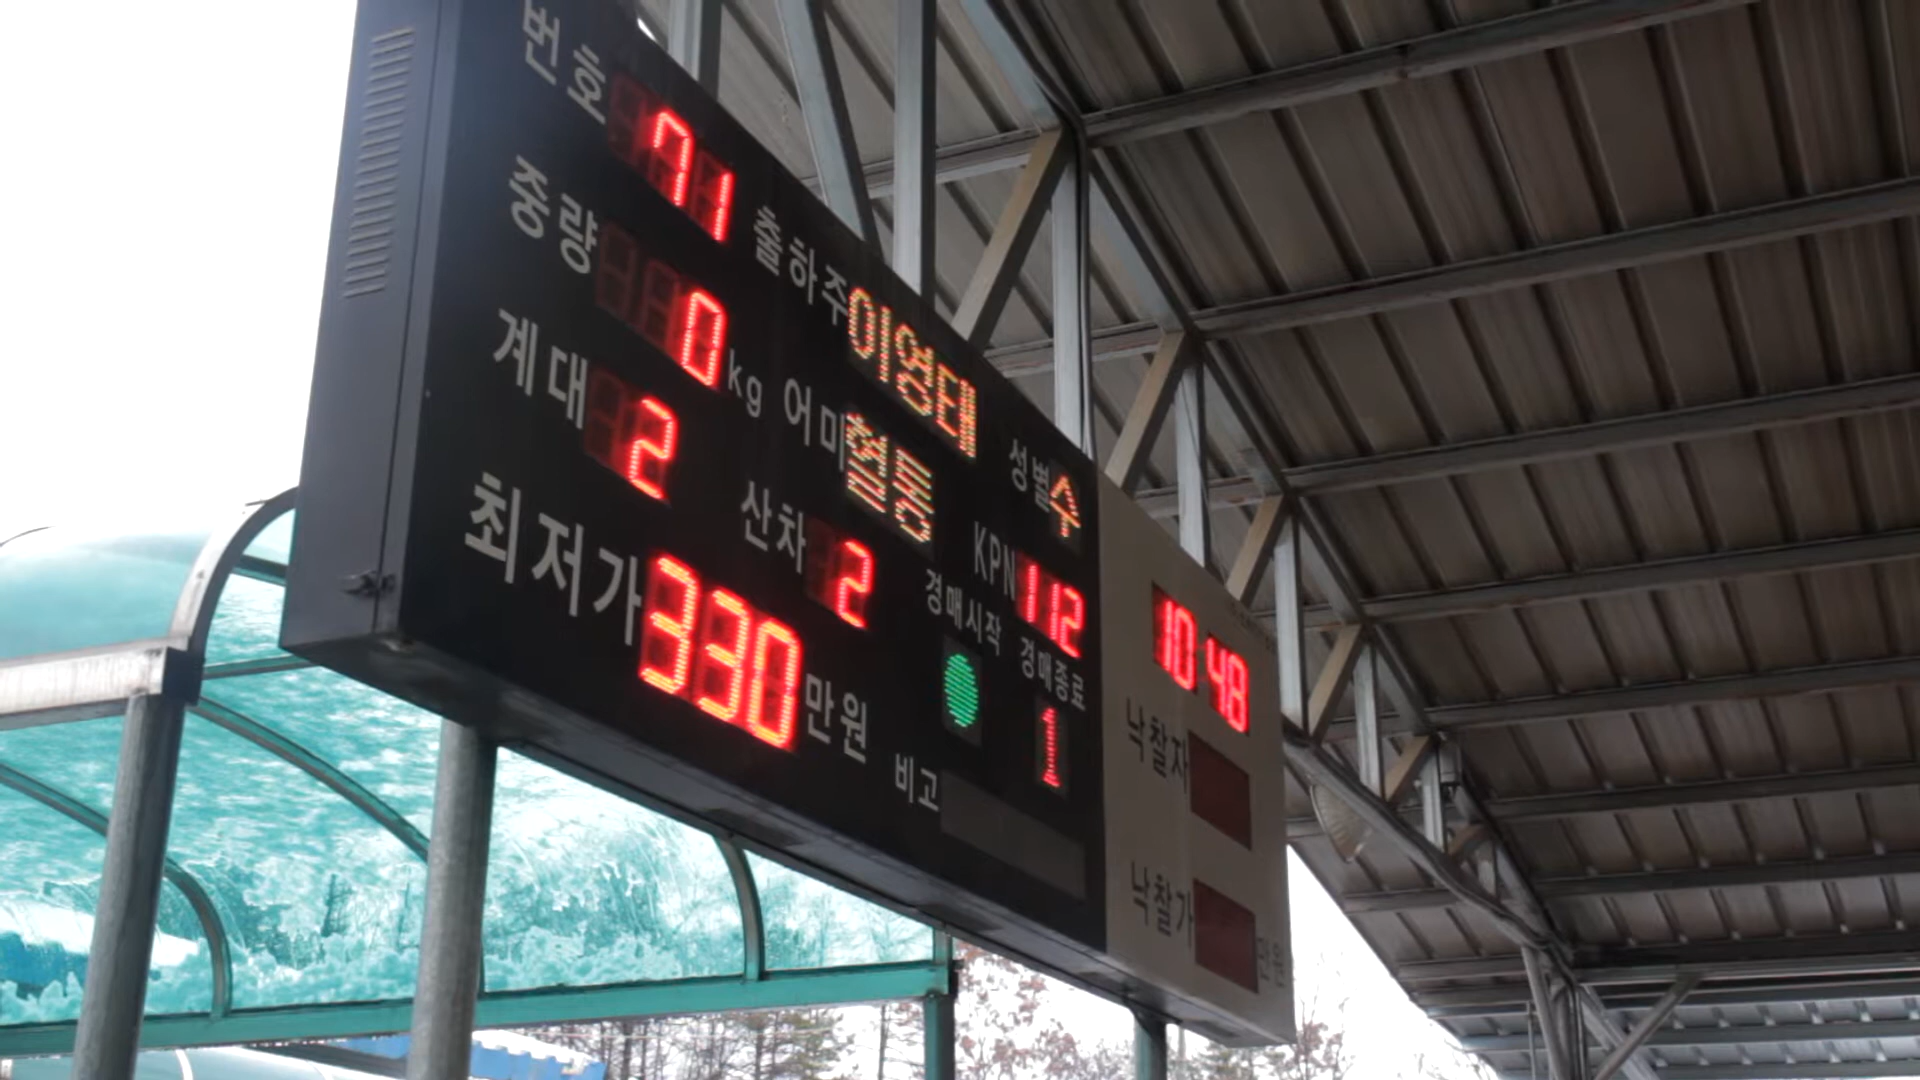 번호 71 출하주 이영태 성별 수
중량 0 kg 어미 혈통 KPN 112
계대 2 산차 2 경매시작 경매종료 1
최저가 330 만원 비고
10:48
낙찰자
낙찰가 만원